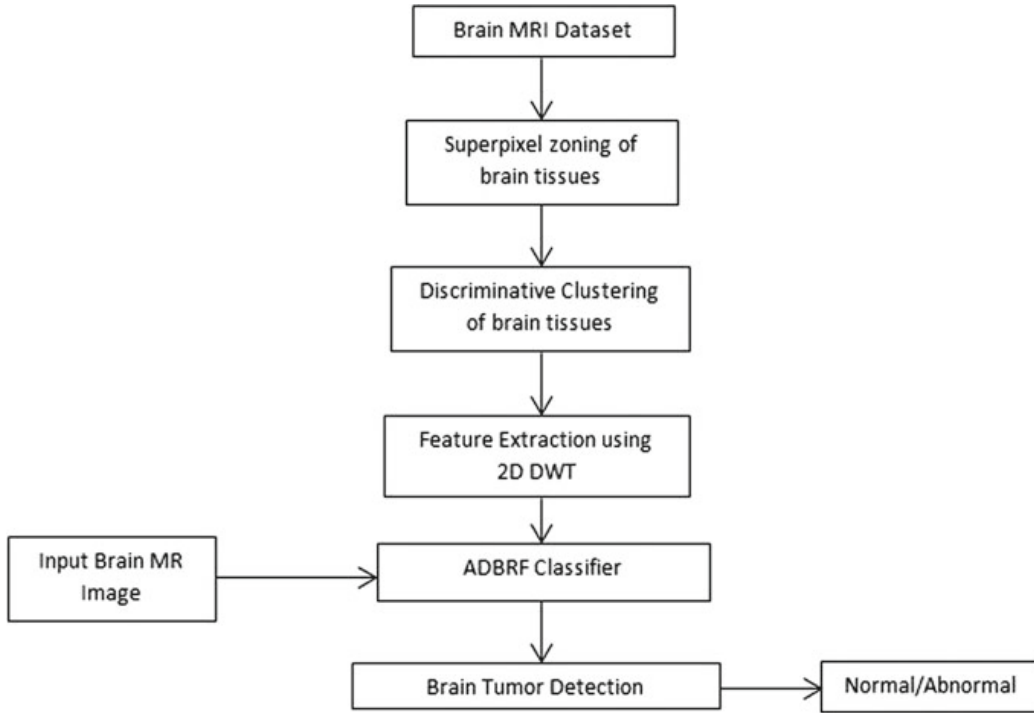 Brain MRI Dataset
Superpixel zoning of
brain tissues
Discriminative Clustering
of brain tissues
Feature Extraction using
2D DWT
Input Brain MR
Image
ADBRF Classifier
Brain Tumor Detection
Normal/Abnormal